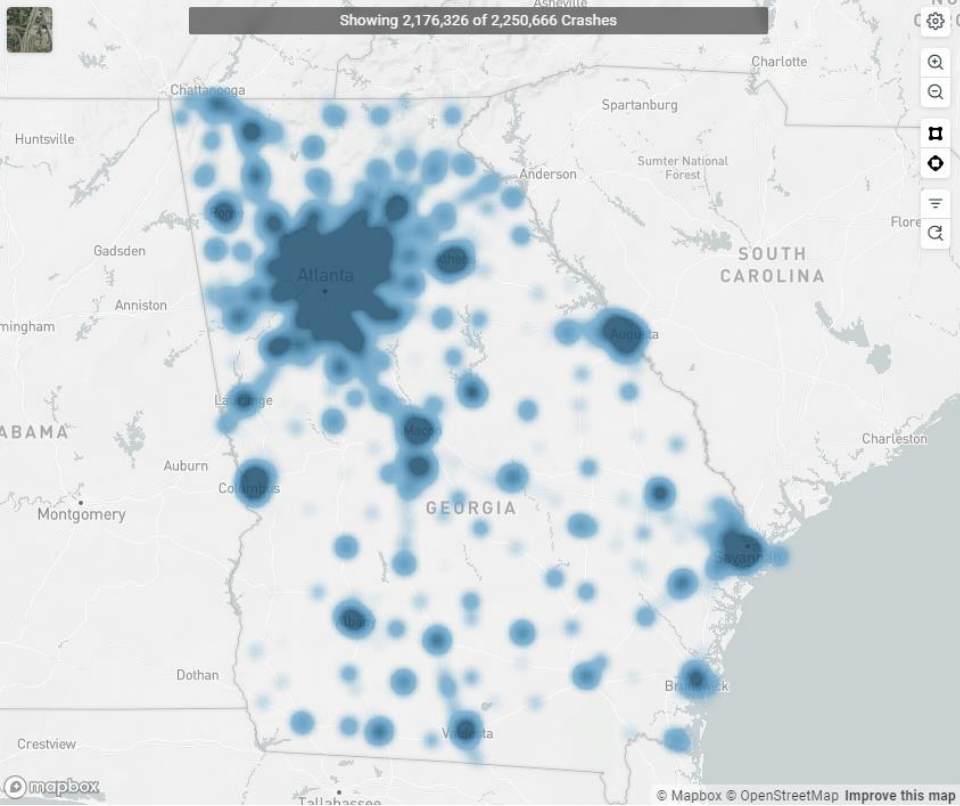 Asheville
Showing 2,176,326 of 2,250,666 Crashes
NO
C
Charlotte
Chattanooga
Spartanburg
Huntsville
Sumter National
Forest
Anderson
Rome
Flore
Gadsden
Athens
SOUTH
CAROLINA
Atlanta
Anniston
mingham
Augusta
LaGrange
ABAMA
Macon
Charleston
Auburn
Columbus
GEORGIA
Montgomery
Savannah
Albany
Dothan
Brunswick
Valdosta
Crestview
mapbox
Tallahassee
© Mapbox © OpenStreetMap Improve this map